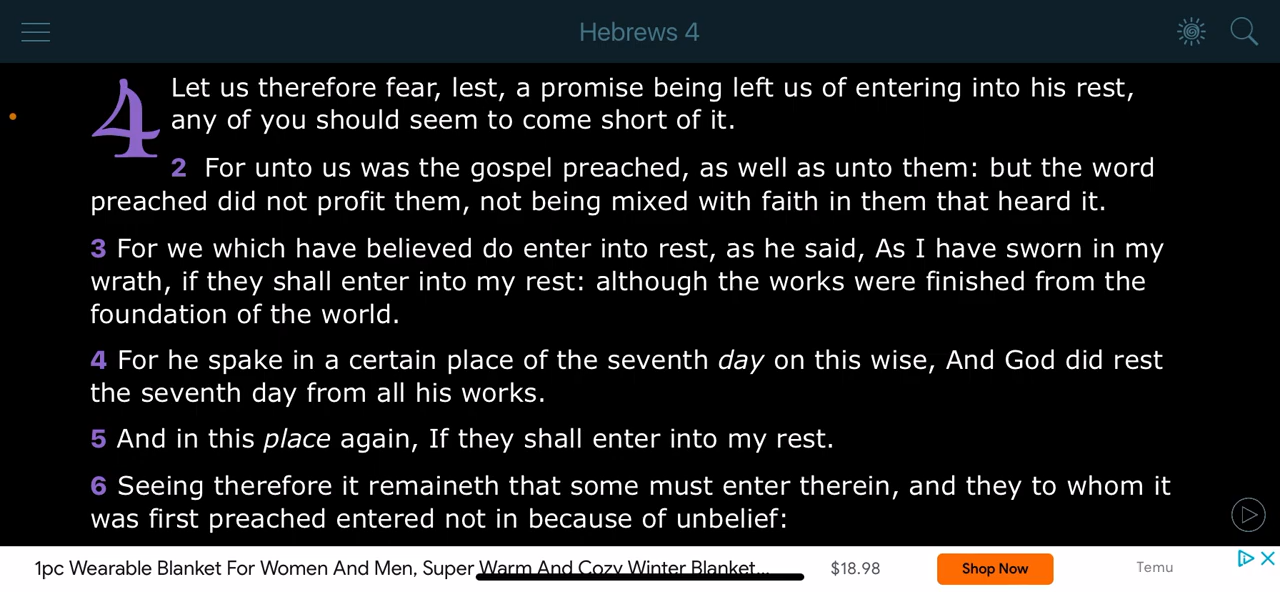 Hebrews 4
4 Let us therefore fear, lest, a promise being left us of entering into his rest,
any of you should seem to come short of it.
2 For unto us was the gospel preached, as well as unto them: but the word
preached did not profit them, not being mixed with faith in them that heard it.
3 For we which have believed do enter into rest, as he said, As I have sworn in my
wrath, if they shall enter into my rest: although the works were finished from the
foundation of the world.
4 For he spake in a certain place of the seventh day on this wise, And God did rest
the seventh day from all his works.
5 And in this place again, If they shall enter into my rest.
6 Seeing therefore it remaineth that some must enter therein, and they to whom it
was first preached entered not in because of unbelief:
1pc Wearable Blanket For Women And Men, Super Warm And Cozy Winter Blanket... $18.98 Shop Now Temu